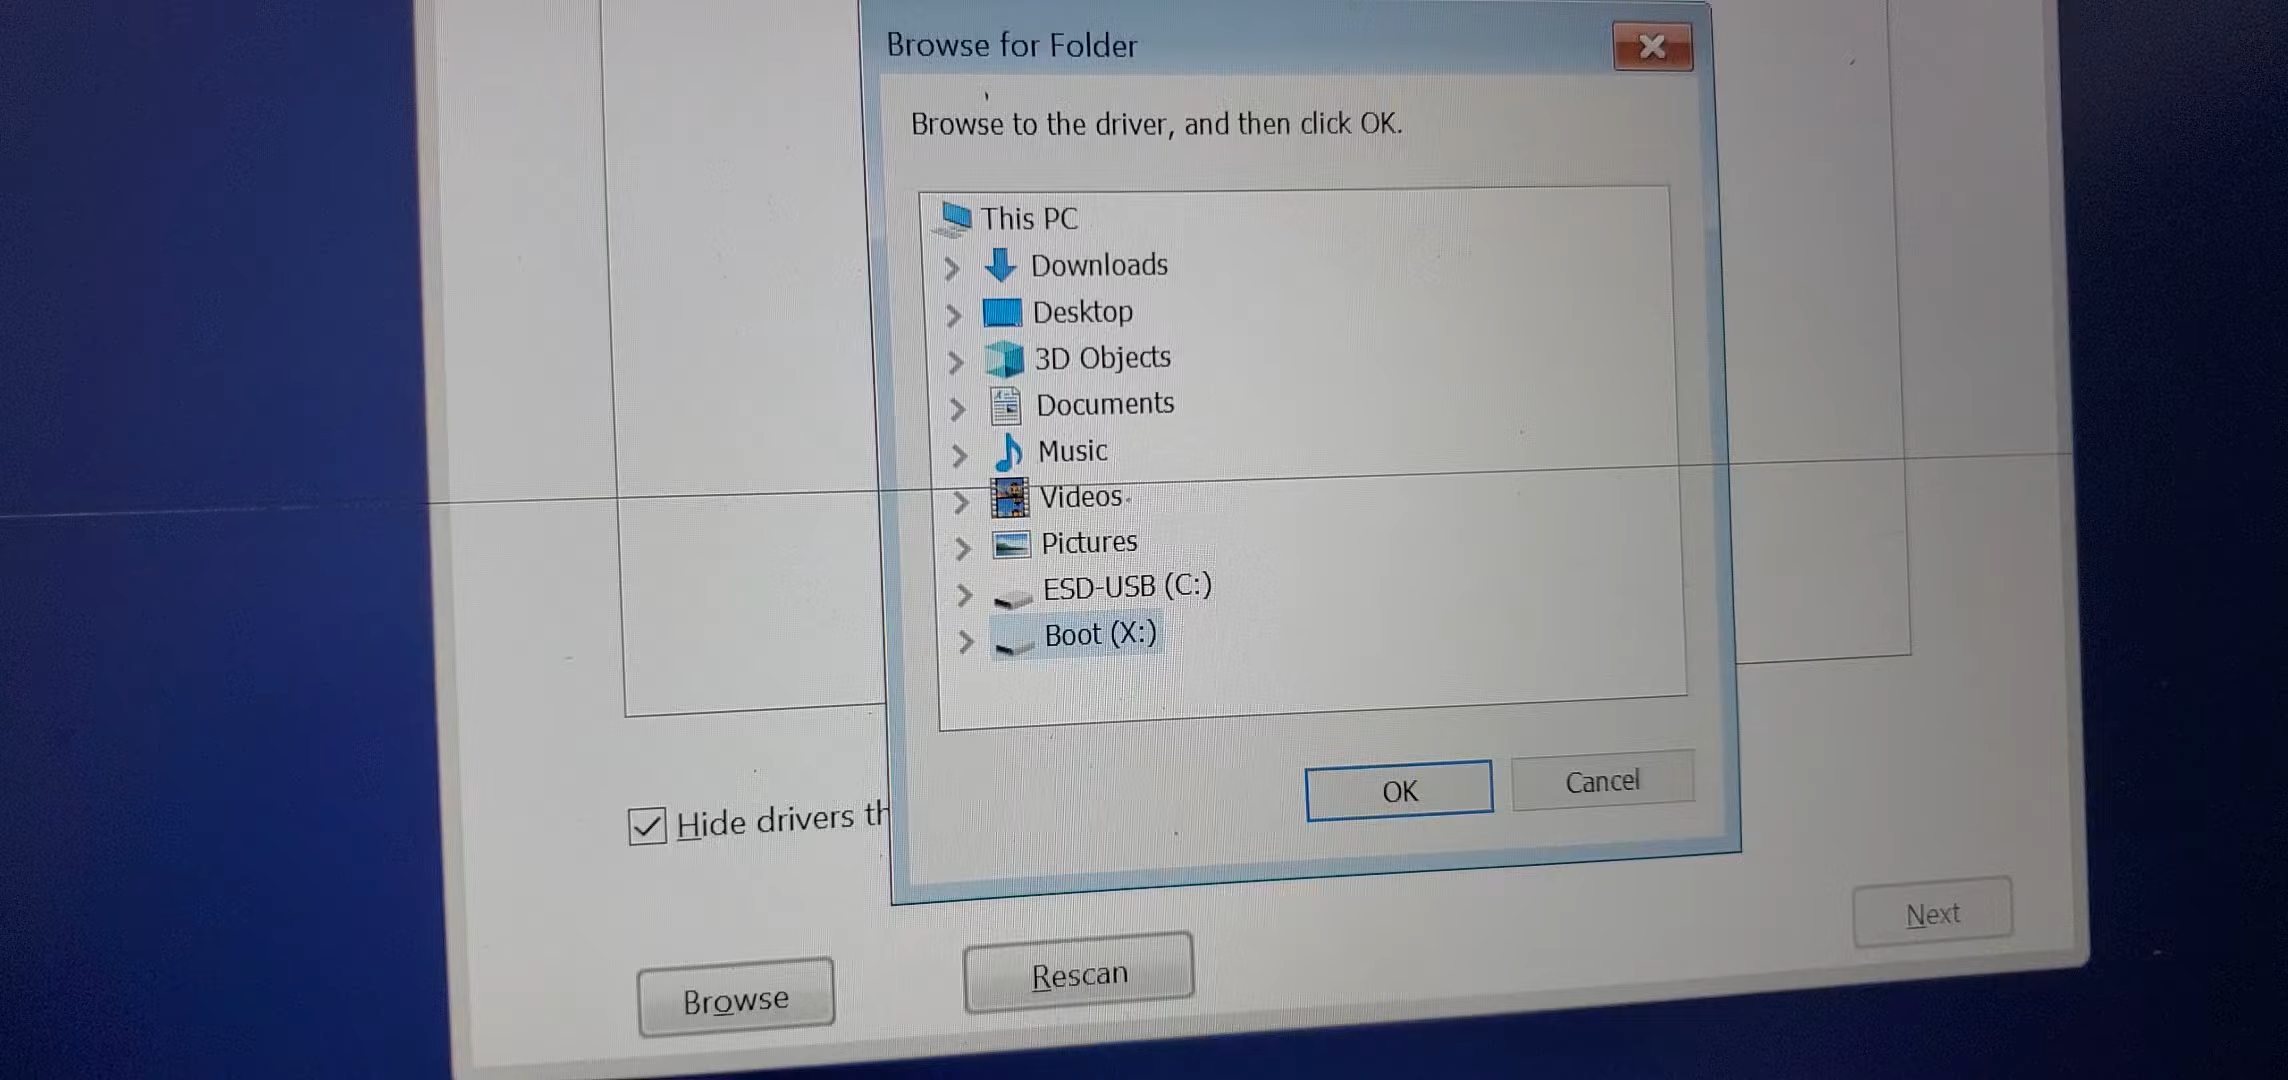 Browse for Folder
Browse to the driver, and then click OK.
This PC
Downloads
Desktop
3D Objects
Documents
Music
Videos
Pictures
ESD-USB (C:)
Boot (X:)
OK
Cancel
Hide drivers th
Next
Browse
Rescan